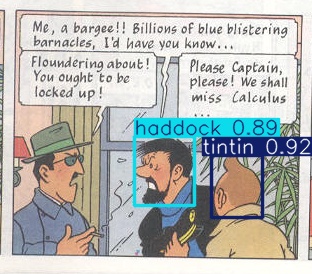 Me, a bargee!! Billions of blue blistering
barnacles, I'd have you know...
Floundering about!
You ought to be
locked up!
Please Captain,
please! We shall
miss Calculus
...
haddock 0.89
tintin 0.92